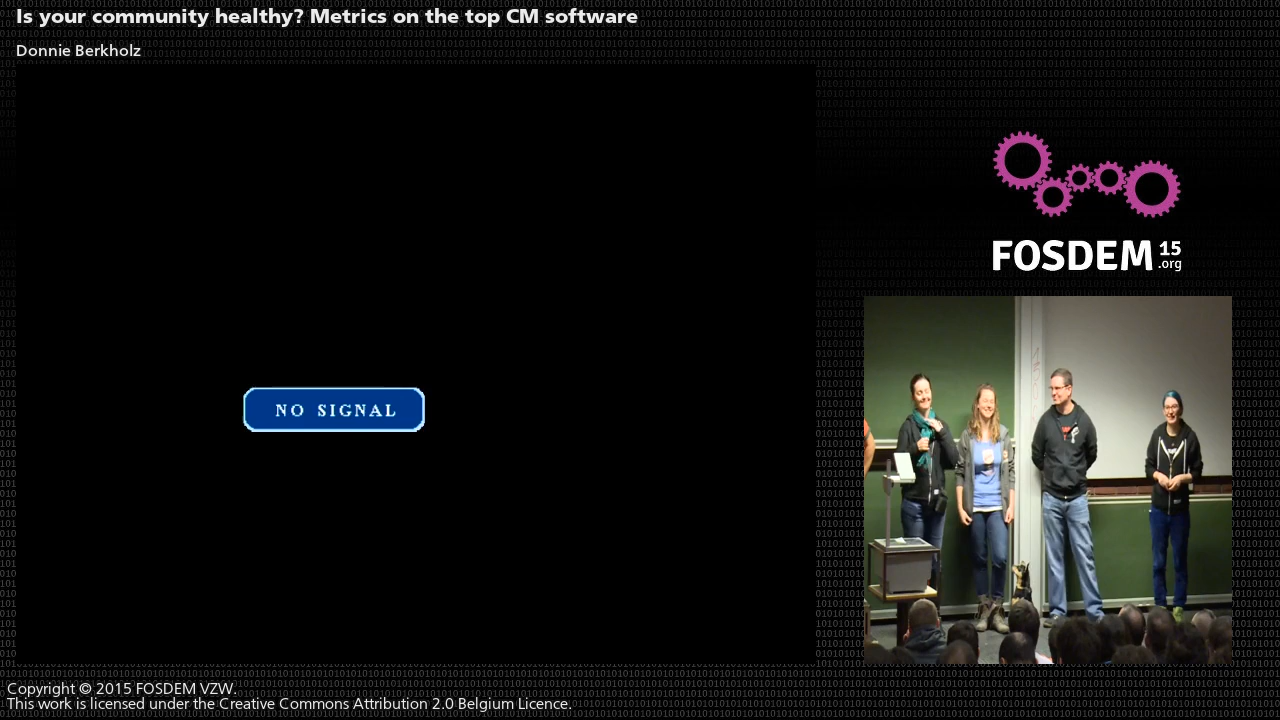 Is your community healthy? Metrics on the top CM software
Donnie Berkholz
NO SIGNAL
FOSDEM 15
.org
Copyright © 2015 FOSDEM VZW.
This work is licensed under the Creative Commons Attribution 2.0 Belgium Licence.